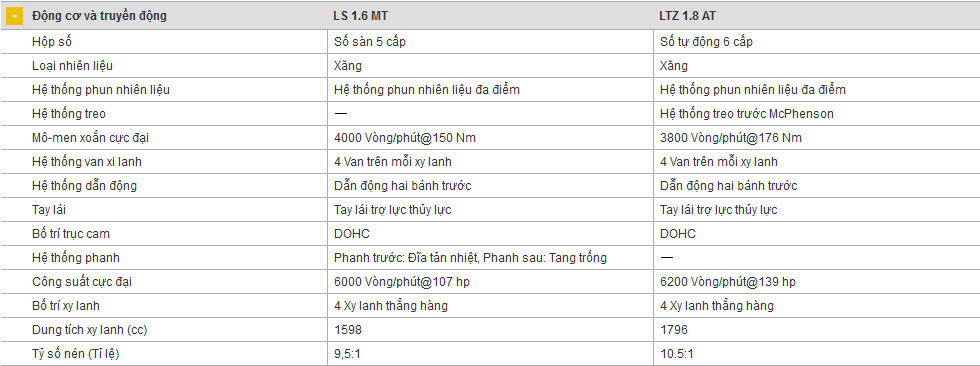 - Động cơ và truyền động LS 1.6 MT LTZ 1.8 AT
Hộp số Số sàn 5 cấp Số tự động 6 cấp
Loại nhiên liệu Xăng Xăng
Hệ thống phun nhiên liệu Hệ thống phun nhiên liệu đa điểm Hệ thống phun nhiên liệu đa điểm
Hệ thống treo — Hệ thống treo trước McPhenson
Mô-men xoắn cực đại 4000 Vòng/phút@150 Nm 3800 Vòng/phút@176 Nm
Hệ thống van xi lanh 4 Van trên mỗi xy lanh 4 Van trên mỗi xy lanh
Hệ thống dẫn động Dẫn động hai bánh trước Dẫn động hai bánh trước
Tay lái Tay lái trợ lực thủy lực Tay lái trợ lực thủy lực
Bố trí trục cam DOHC DOHC
Hệ thống phanh Phanh trước: Đĩa tản nhiệt, Phanh sau: Tang trống —
Công suất cực đại 6000 Vòng/phút@107 hp 6200 Vòng/phút@139 hp
Bố trí xy lanh 4 Xy lanh thẳng hàng 4 Xy lanh thẳng hàng
Dung tích xy lanh (cc) 1598 1796
Tỷ số nén (Tỉ lệ) 9,5:1 10.5:1